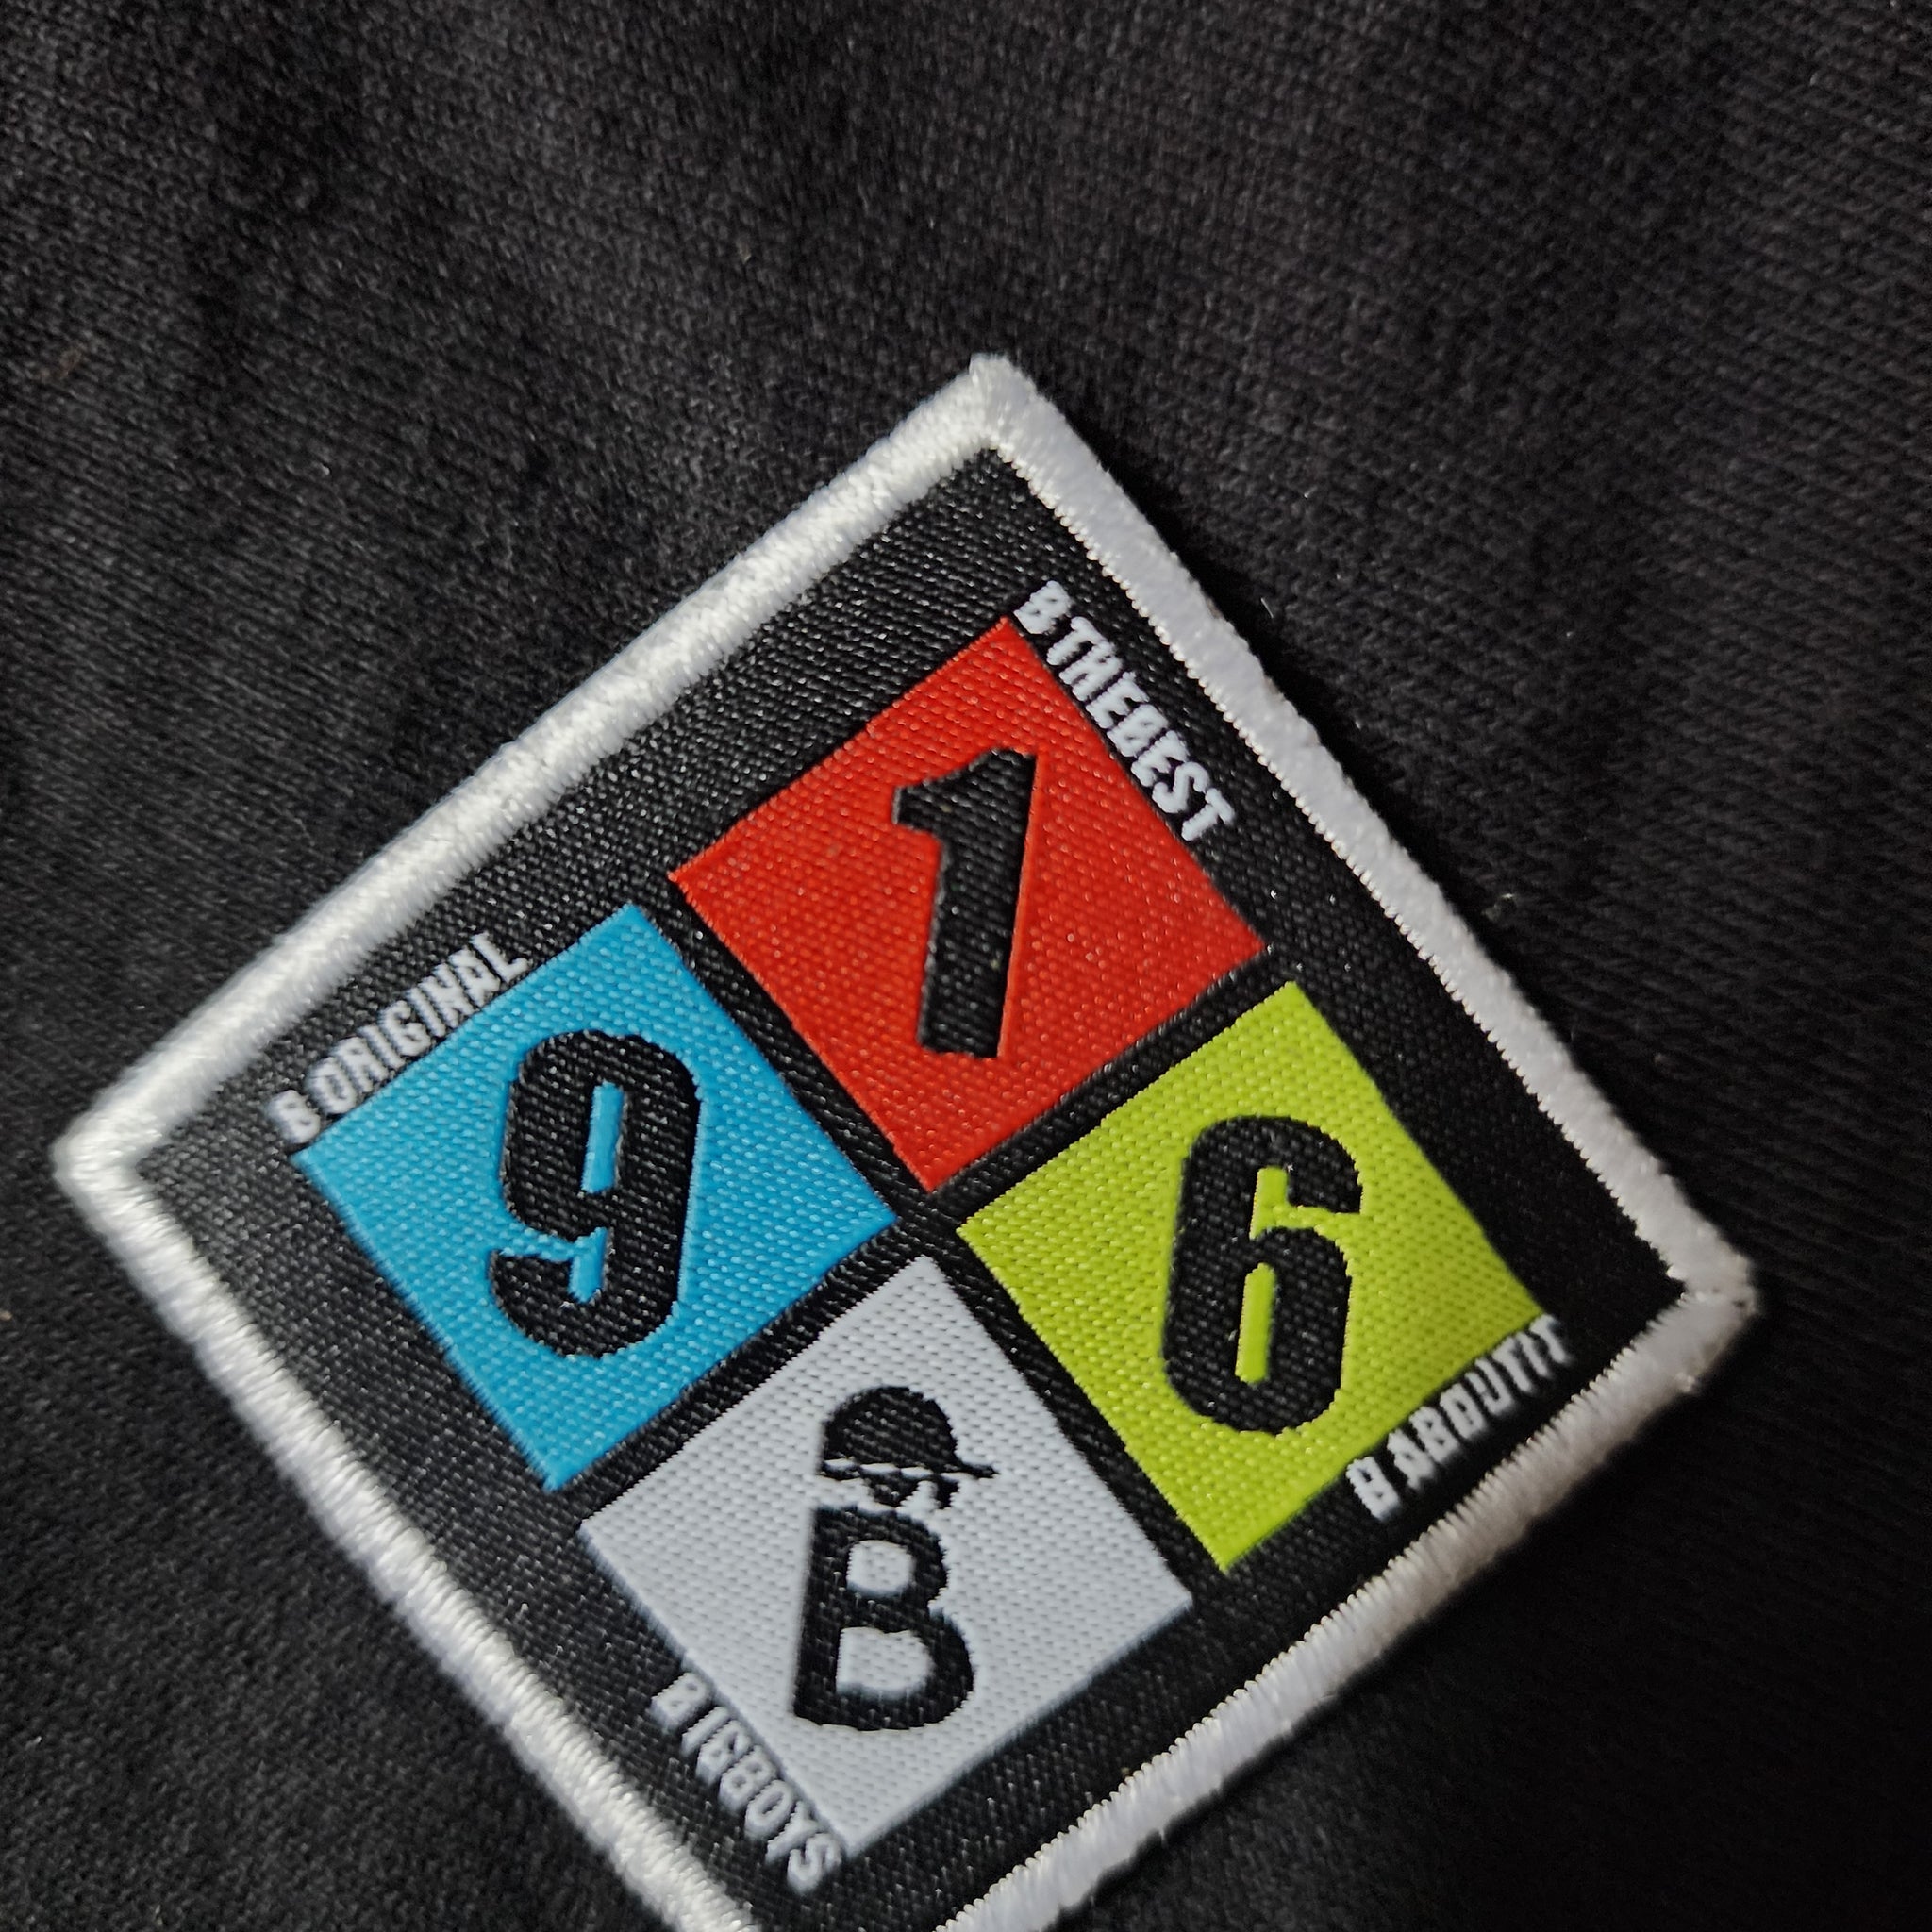 B THEBEST
1
B ORIGINAL
9
6
B ABOUTIT
B
BIGBOYS